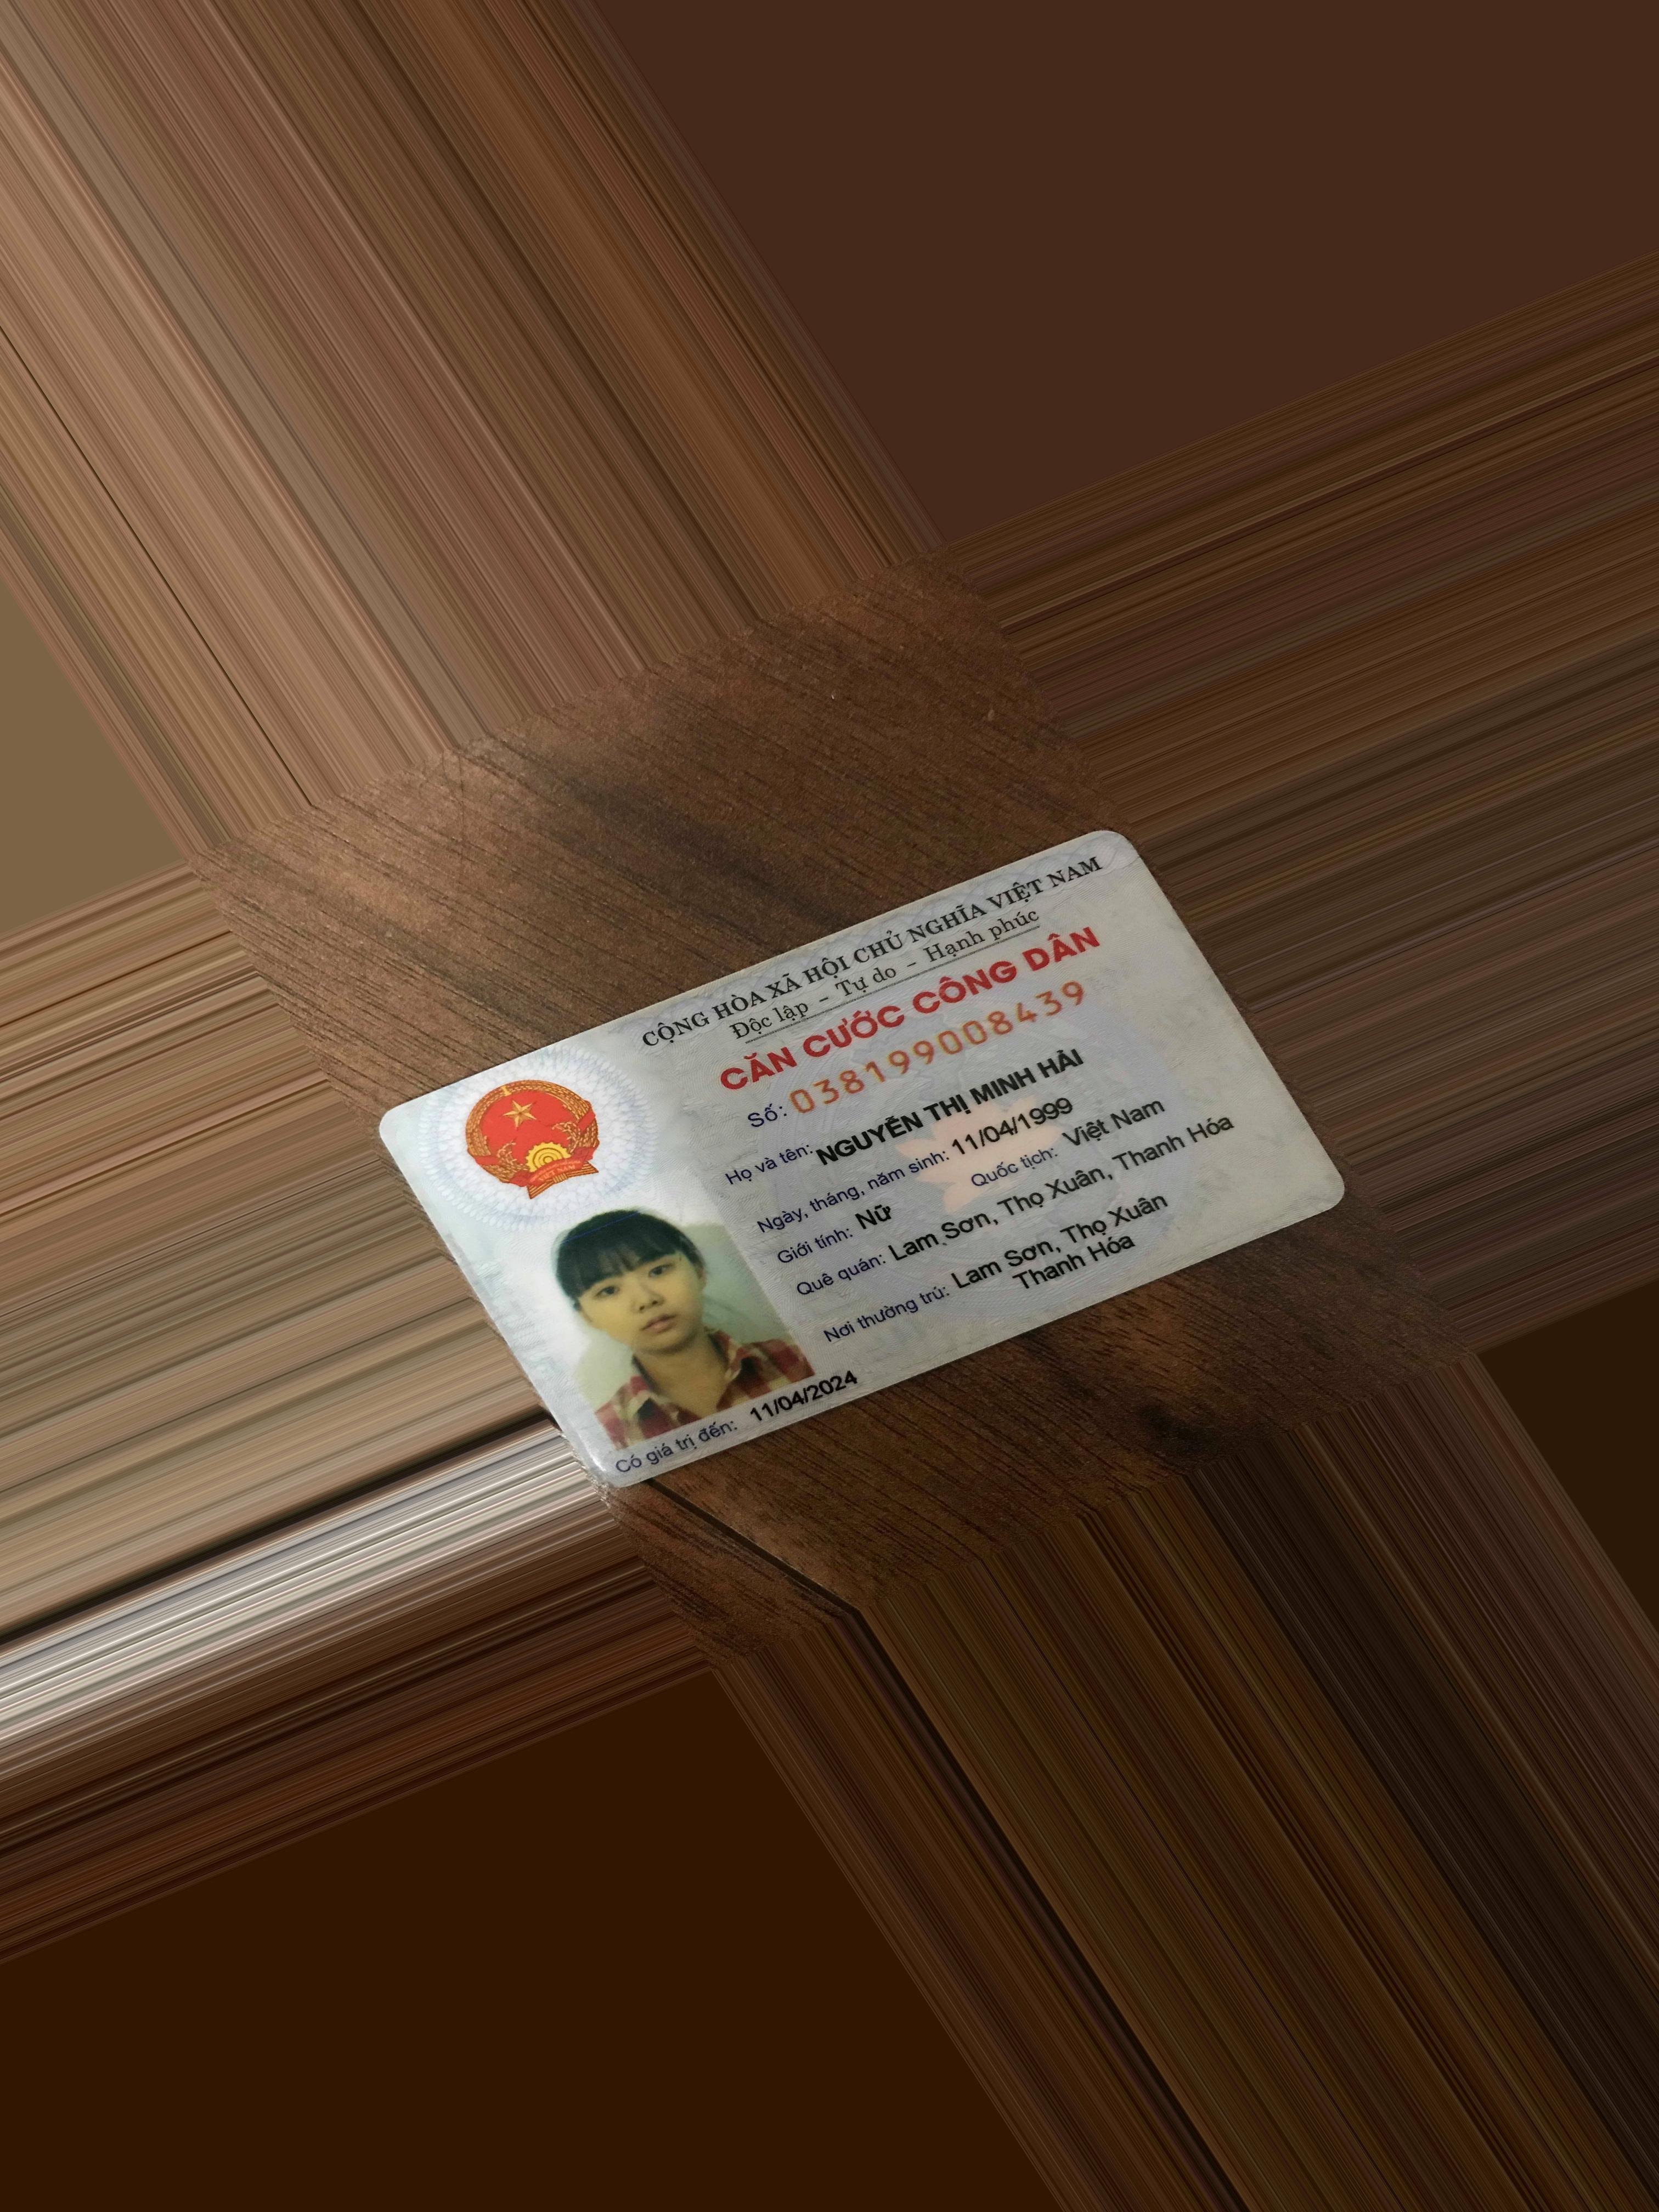 CỘNG HÒA XÃ HỘI CHỦ NGHĨA VIỆT NAM
Độc lập - Tự do - Hạnh phúc
CĂN CƯỚC CÔNG DÂN
Số: 038199008439
Họ và tên: NGUYỄN THỊ MINH HẢI
Ngày, tháng, năm sinh: 11/04/1999
Giới tính: Nữ Quốc tịch: Việt Nam
Quê quán: Lam Sơn, Thọ Xuân, Thanh Hóa
Nơi thường trú: Lam Sơn, Thọ Xuân
Thanh Hóa
Có giá trị đến: 11/04/2024